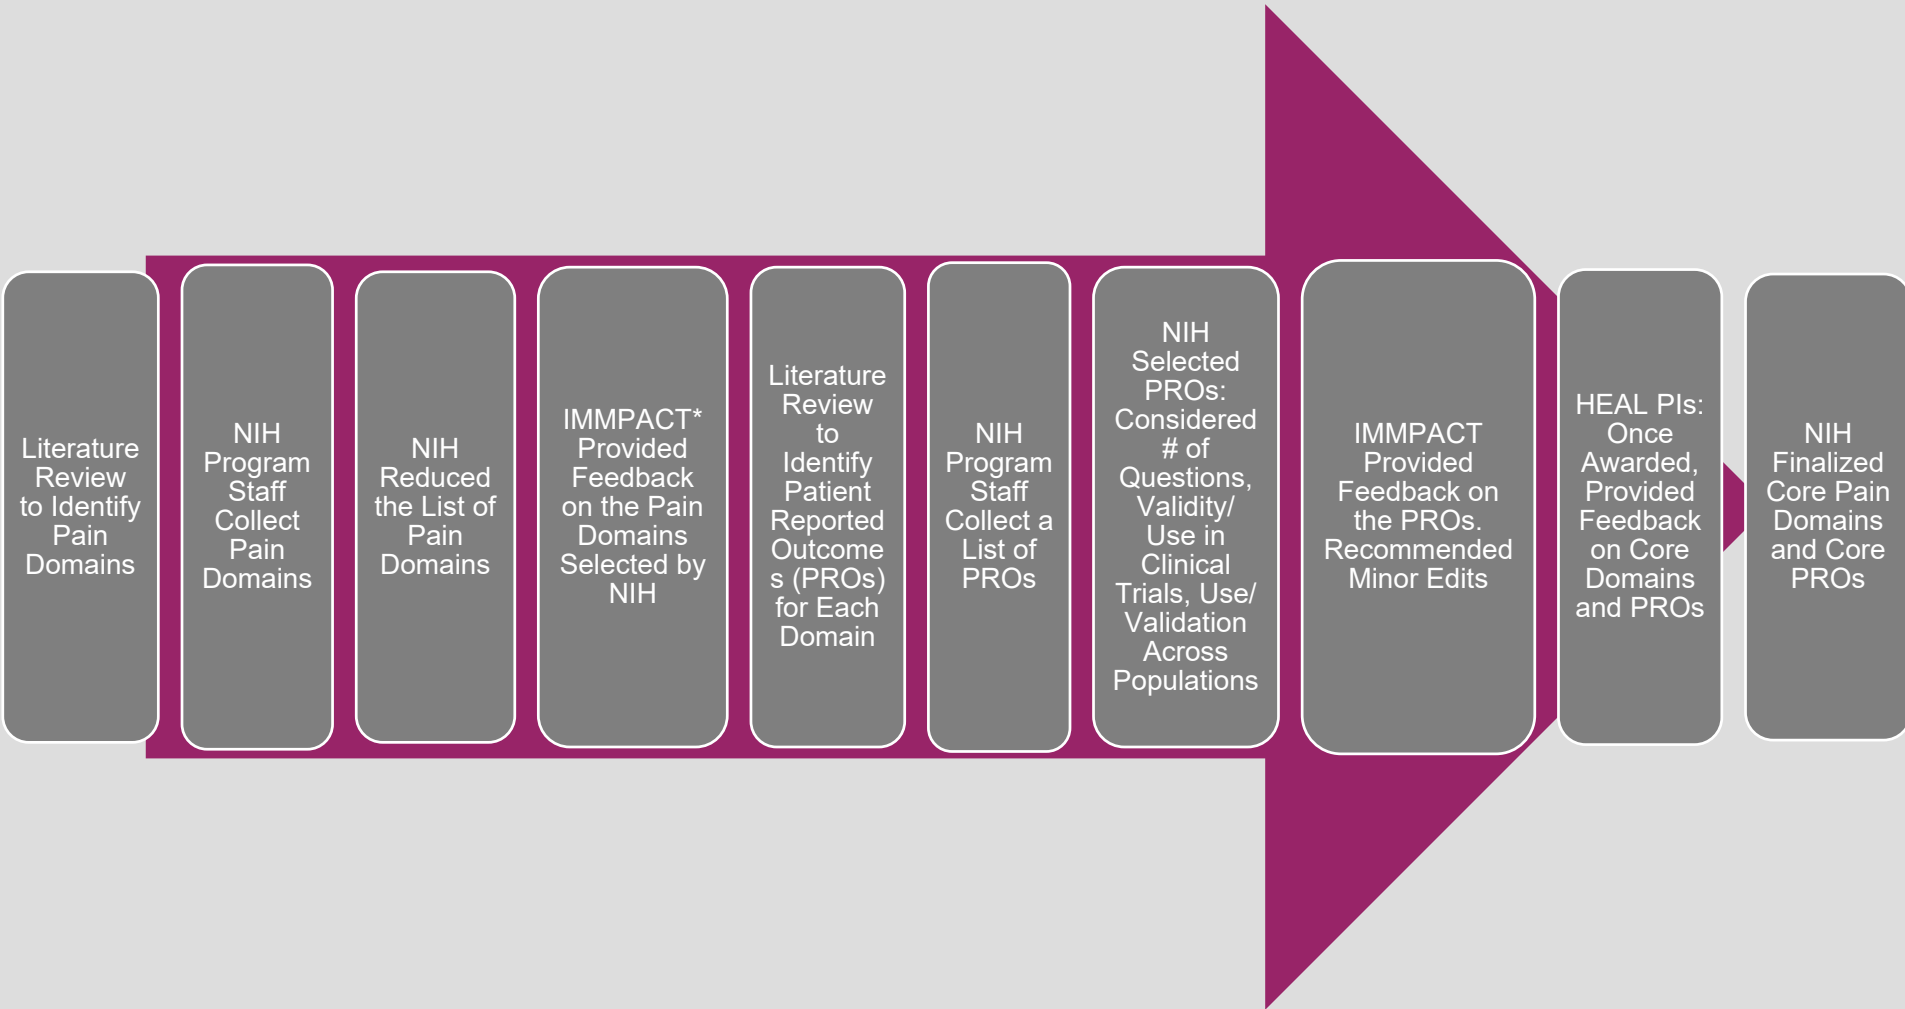 Literature
Review
to Identify
Pain
Domains
NIH
Program
Staff
Collect
Pain
Domains
NIH
Reduced
the List of
Pain
Domains
IMMPACT*
Provided
Feedback
on the Pain
Domains
Selected by
NIH
Literature
Review
to
Identify
Patient
Reported
Outcome
s (PROs)
for Each
Domain
NIH
Program
Staff
Collect a
List of
PROs
NIH
Selected
PROs:
Considered
# of
Questions,
Validity/
Use in
Clinical
Trials, Use/
Validation
Across
Populations
IMMPACT
Provided
Feedback on
the PROs.
Recommended
Minor Edits
HEAL PIs:
Once
Awarded,
Provided
Feedback
on Core
Domains
and PROs
NIH
Finalized
Core Pain
Domains
and Core
PROs